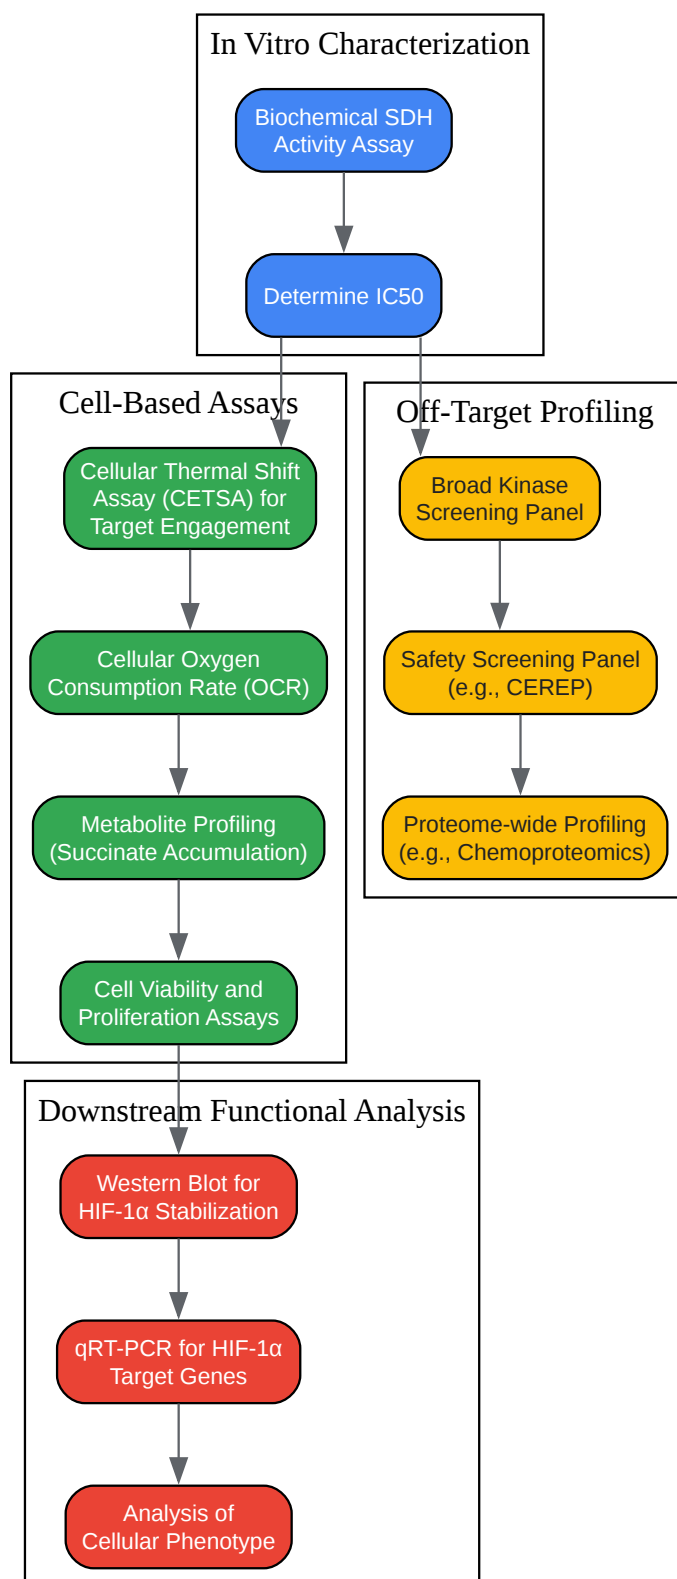 In Vitro Characterization
Biochemical SDH
Activity Assay
Determine IC50
Cell-Based Assays
Cellular Thermal Shift
Assay (CETSA) for
Target Engagement
Cellular Oxygen
Consumption Rate (OCR)
Metabolite Profiling
(Succinate Accumulation)
Cell Viability and
Proliferation Assays
Off-Target Profiling
Broad Kinase
Screening Panel
Safety Screening Panel
(e.g., CEREP)
Proteome-wide Profiling
(e.g., Chemoproteomics)
Downstream Functional Analysis
Western Blot for
HIF-1α Stabilization
qRT-PCR for HIF-1α
Target Genes
Analysis of
Cellular Phenotype